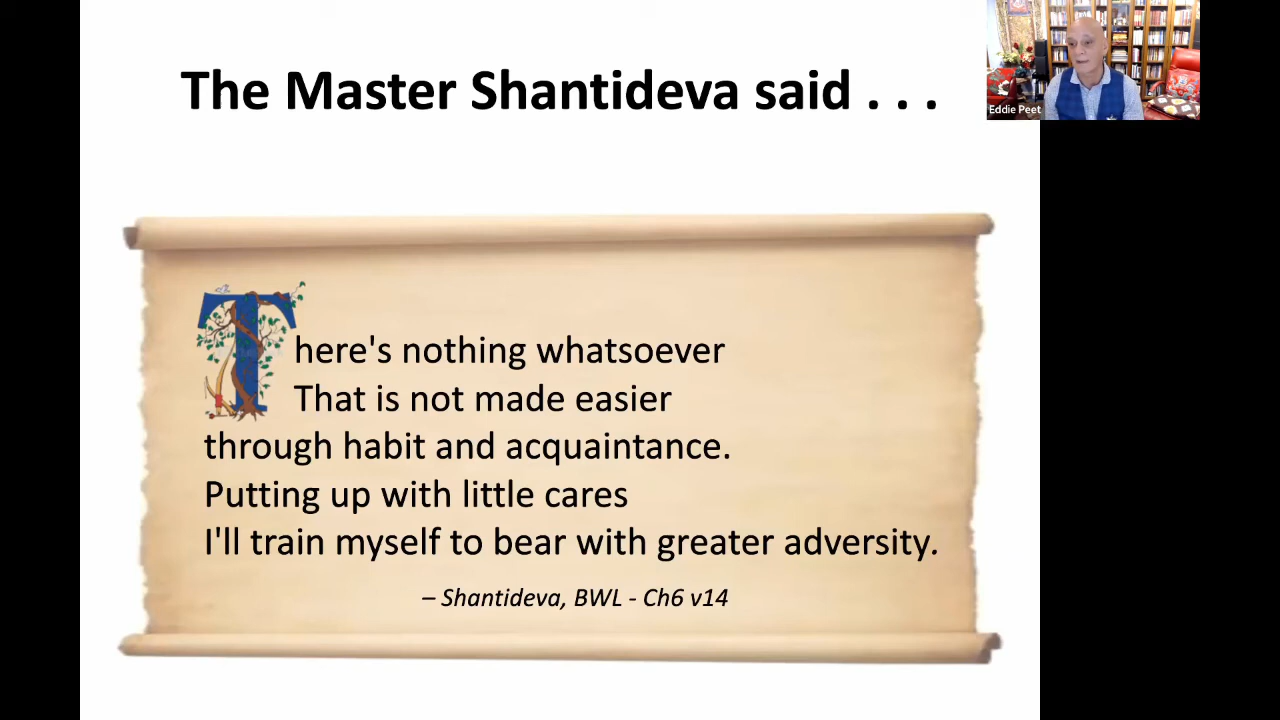 The Master Shantideva said . . .
Eddie Peet
There's nothing whatsoever
That is not made easier
through habit and acquaintance.
Putting up with little cares
I'll train myself to bear with greater adversity.
– Shantideva, BWL - Ch6 v14